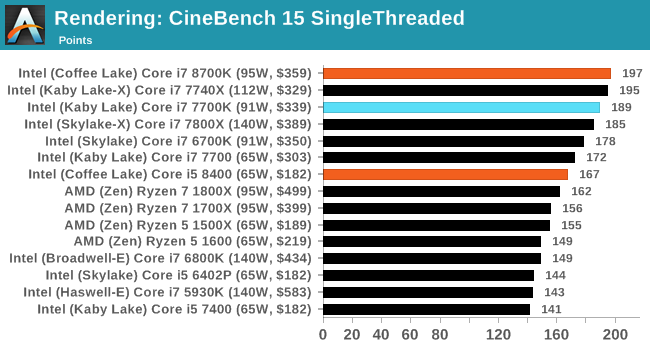 Rendering: CineBench 15 SingleThreaded
Points
Intel (Coffee Lake) Core i7 8700K (95W, $359) 197
Intel (Kaby Lake-X) Core i7 7740X (112W, $329) 195
Intel (Kaby Lake) Core i7 7700K (91W, $339) 189
Intel (Skylake-X) Core i7 7800X (140W, $389) 185
Intel (Skylake) Core i7 6700K (91W, $350) 178
Intel (Kaby Lake) Core i7 7700 (65W, $303) 172
Intel (Coffee Lake) Core i5 8400 (65W, $182) 167
AMD (Zen) Ryzen 7 1800X (95W, $499) 162
AMD (Zen) Ryzen 7 1700X (95W, $399) 156
AMD (Zen) Ryzen 5 1500X (65W, $189) 155
AMD (Zen) Ryzen 5 1600 (65W, $219) 149
Intel (Broadwell-E) Core i7 6800K (140W, $434) 149
Intel (Skylake) Core i5 6402P (65W, $182) 144
Intel (Haswell-E) Core i7 5930K (140W, $583) 143
Intel (Kaby Lake) Core i5 7400 (65W, $182) 141
0 20 40 60 80 100 120 140 160 200